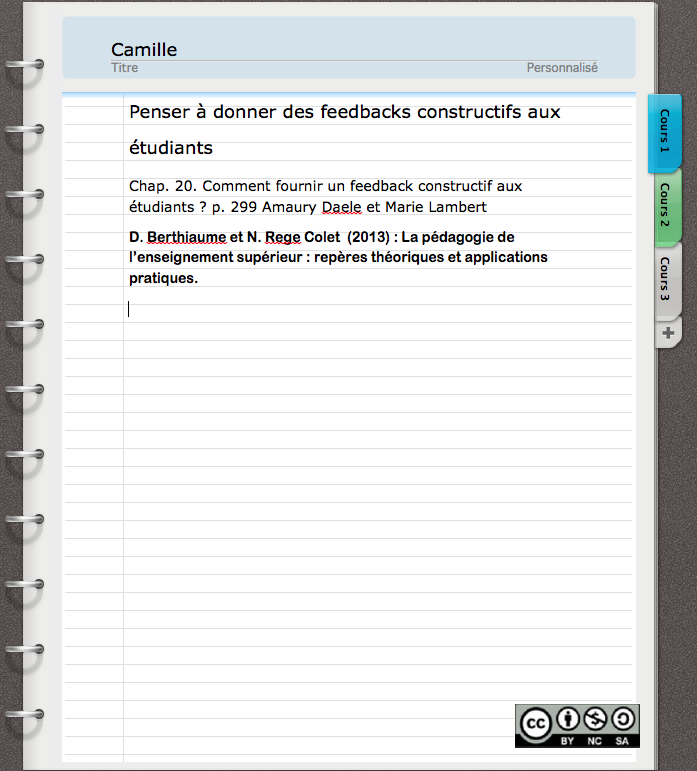 Camille
Titre Personnalisé
Penser à donner des feedbacks constructifs aux
étudiants
Chap. 20. Comment fournir un feedback constructif aux
étudiants ? p. 299 Amaury Daele et Marie Lambert
D. Berthiaume et N. Rege Colet (2013) : La pédagogie de
l’enseignement supérieur : repères théoriques et applications
pratiques.
Cours 1
Cours 2
Cours 3
cc
BY NC SA